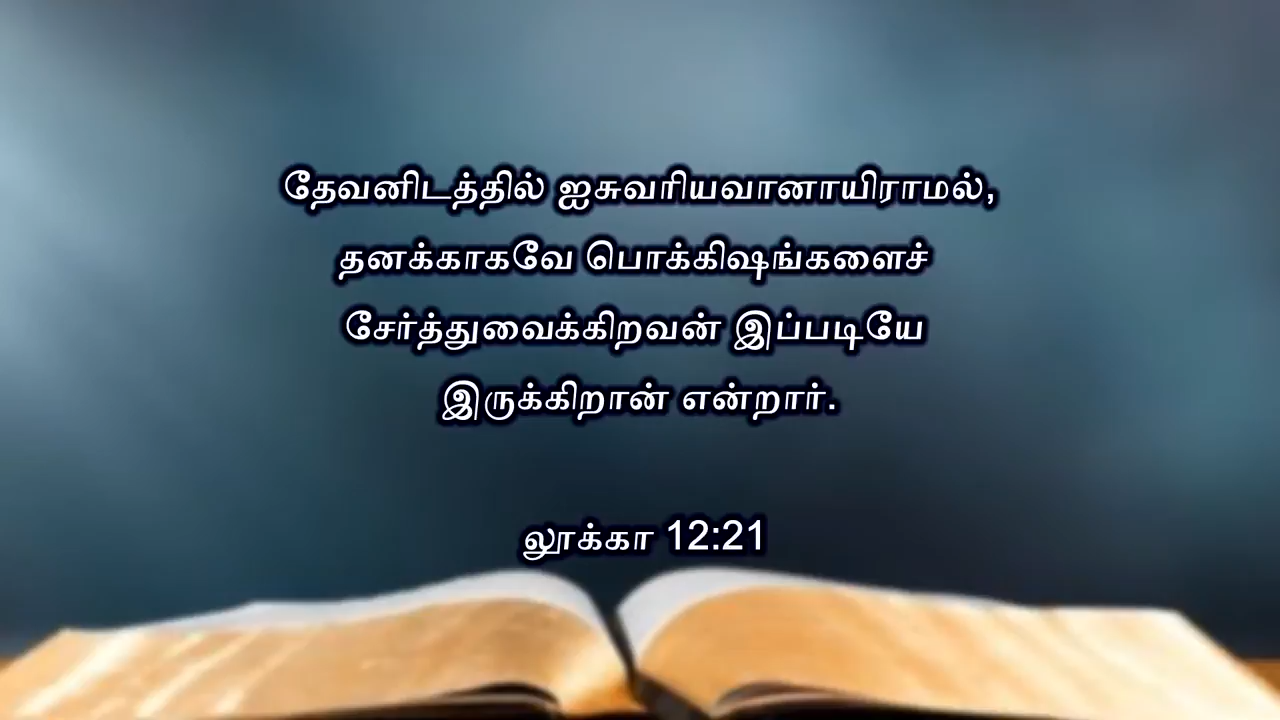 தேவனிடத்தில் ஐசுவரியவானாயிராமல்,
தனக்காகவே பொக்கிஷங்களைச்
சேர்த்துவைக்கிறவன் இப்படியே
இருக்கிறான் என்றார்.
லூக்கா 12:21